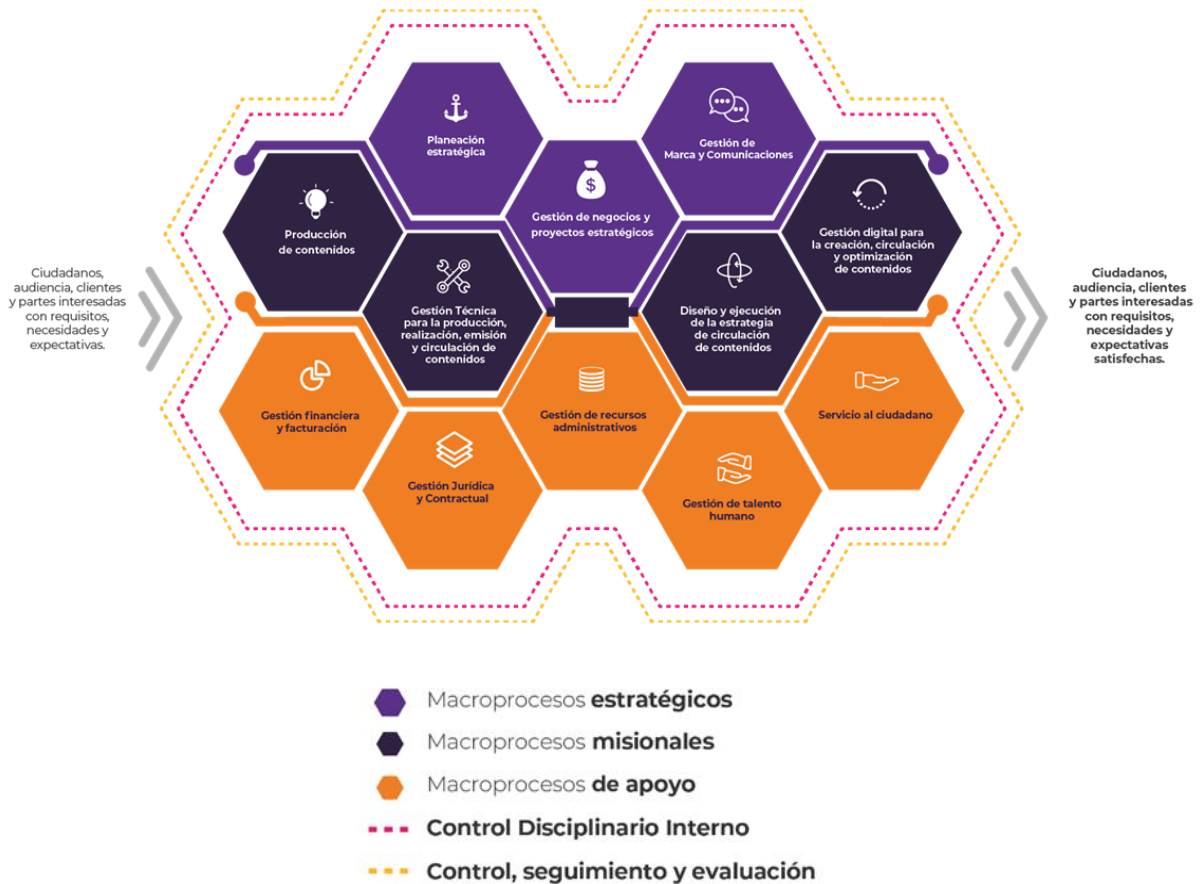 Planeación
estratégica
Gestión de
Marca y Comunicaciones
$
Gestión de negocios y
proyectos estratégicos
Producción
de contenidos
Gestión digital para
la creación, circulación
y optimización
de contenidos
Gestión Técnica
para la producción,
realización, emisión
y circulación de
contenidos
Diseño y ejecución
de la estrategia
de circulación
de contenidos
Ciudadanos,
audiencia, clientes
y partes interesadas
con requisitos,
necesidades y
expectativas.
Ciudadanos,
audiencia, clientes
y partes interesadas
con requisitos,
necesidades y
expectativas
satisfechas.
Gestión financiera
y facturación
Gestión de recursos
administrativos
Servicio al ciudadano
Gestión Jurídica
y Contractual
Gestión de talento
humano
Macroprocesos estratégicos
Macroprocesos misionales
Macroprocesos de apoyo
Control Disciplinario Interno
Control, seguimiento y evaluación